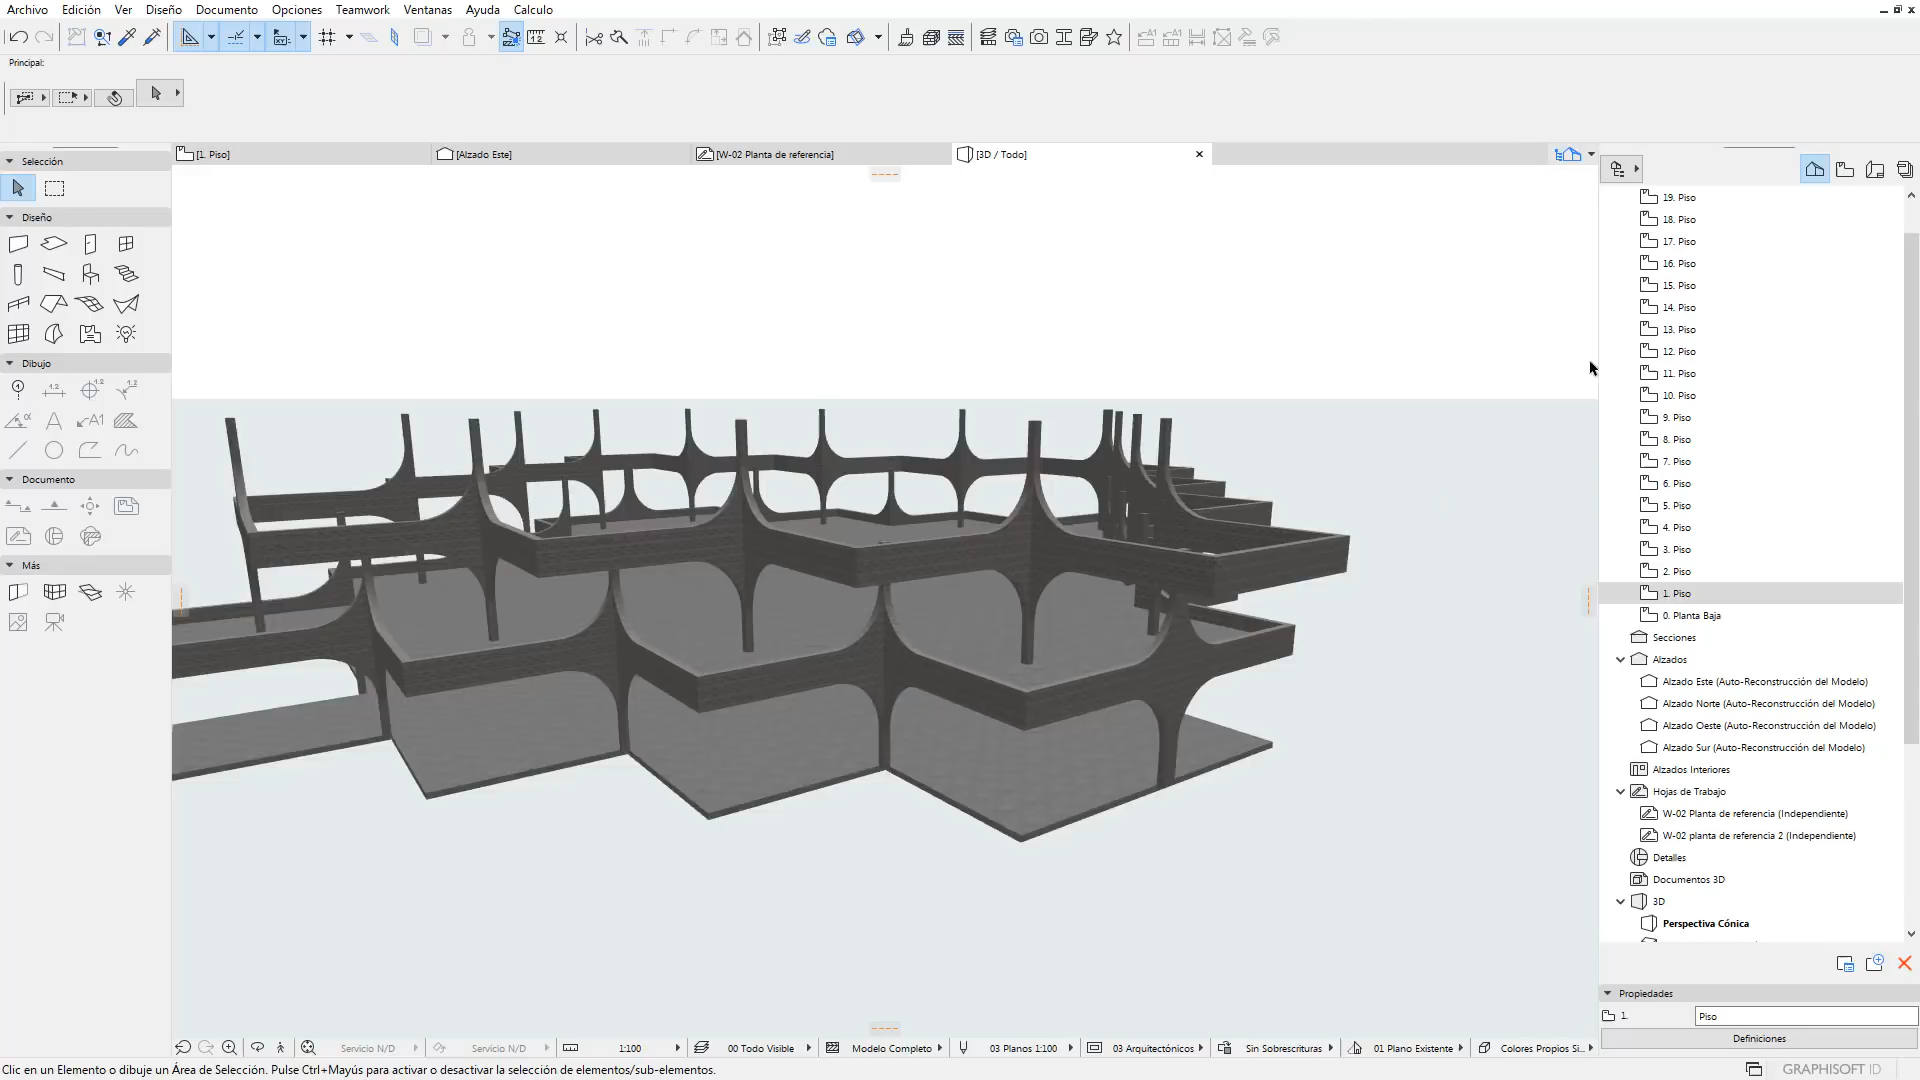 Archivo Edición Ver Diseño Documento Opciones Teamwork Ventanas Ayuda Calculo
Principal:
[1. Piso] [Alzado Este] [W-02 Planta de referencia] [3D / Todo]
Selección
Diseño
Dibujo
Documento
Más
19. Piso
18. Piso
17. Piso
16. Piso
15. Piso
14. Piso
13. Piso
12. Piso
11. Piso
10. Piso
9. Piso
8. Piso
7. Piso
6. Piso
5. Piso
4. Piso
3. Piso
2. Piso
1. Piso
0. Planta Baja
Secciones
Alzados
Alzado Este (Auto-Reconstrucción del Modelo)
Alzado Norte (Auto-Reconstrucción del Modelo)
Alzado Oeste (Auto-Reconstrucción del Modelo)
Alzado Sur (Auto-Reconstrucción del Modelo)
Alzados Interiores
Hojas de Trabajo
W-02 Planta de referencia (Independiente)
W-02 planta de referencia 2 (Independiente)
Detalles
Documentos 3D
3D
Perspectiva Cónica
Propiedades
1. Piso
Definiciones
Servicio N/D Servicio N/D 1:100 00 Todo Visible Modelo Completo 03 Planos 1:100 03 Arquitectónicos Sin Sobrescrituras 01 Plano Existente Colores Propios Si...
Clic en un Elemento o dibuje un Área de Selección. Pulse Ctrl+Mayús para activar o desactivar la selección de elementos/sub-elementos.
GRAPHISOFT ID